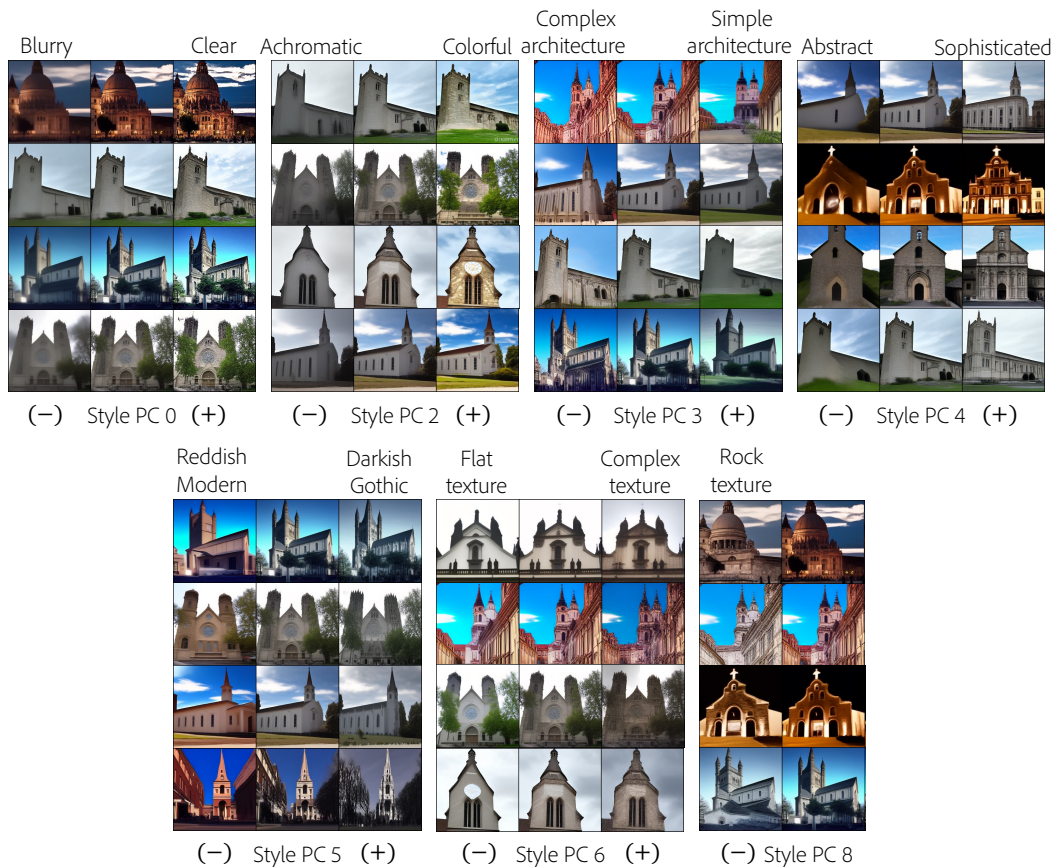 Blurry Clear
Achromatic Colorful
Complex architecture
Simple architecture
Abstract Sophisticated
(−) Style PC 0 (+)
(−) Style PC 2 (+)
(−) Style PC 3 (+)
(−) Style PC 4 (+)
Reddish Modern
Darkish Gothic
Flat texture
Complex texture
Rock texture
(−) Style PC 5 (+)
(−) Style PC 6 (+)
(−) Style PC 8